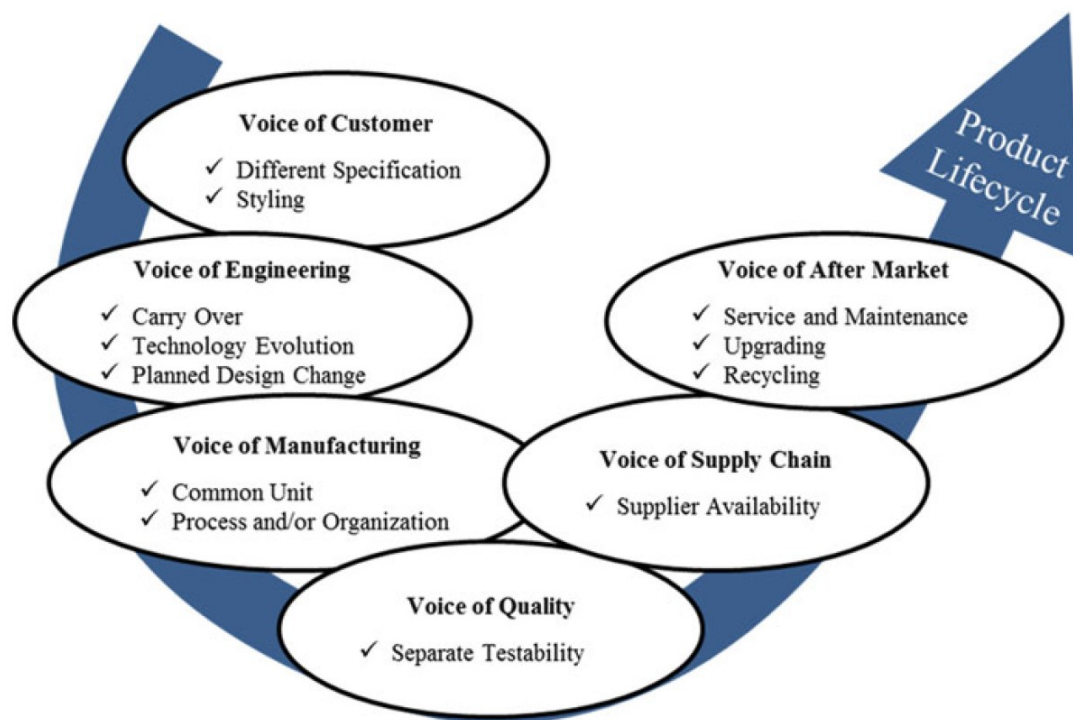 Voice of Customer
✓ Different Specification
✓ Styling
Voice of Engineering
✓ Carry Over
✓ Technology Evolution
✓ Planned Design Change
Voice of Manufacturing
✓ Common Unit
✓ Process and/or Organization
Voice of Quality
✓ Separate Testability
Voice of Supply Chain
✓ Supplier Availability
Voice of After Market
✓ Service and Maintenance
✓ Upgrading
✓ Recycling
Product
Lifecycle